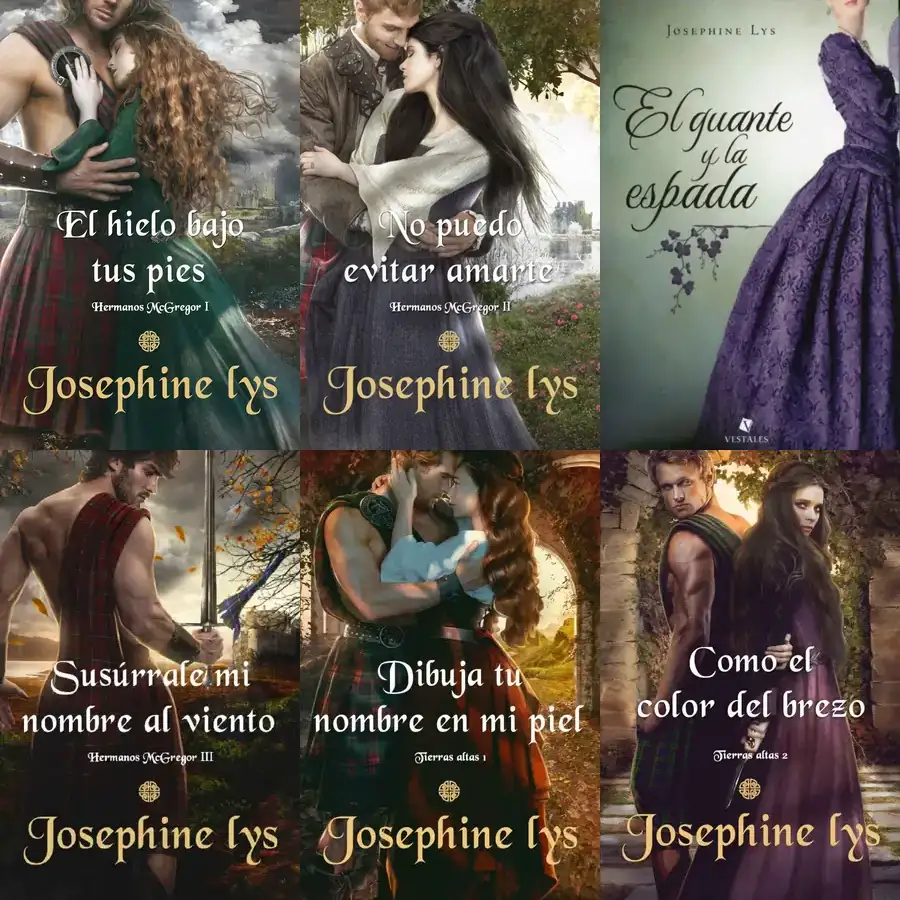 El hielo bajo
tus pies
Hermanos McGregor I
Josephine lys
No puedo
evitar amarte
Hermanos McGregor II
Josephine lys
Josephine Lys
El guante
y la
espada
VESTALES
Susúrrale mi
nombre al viento
Hermanos McGregor III
Josephine lys
Dibuja tu
nombre en mi piel
Tierras altas 1
Josephine lys
Como el
color del brezo
Tierras altas 2
Josephine lys